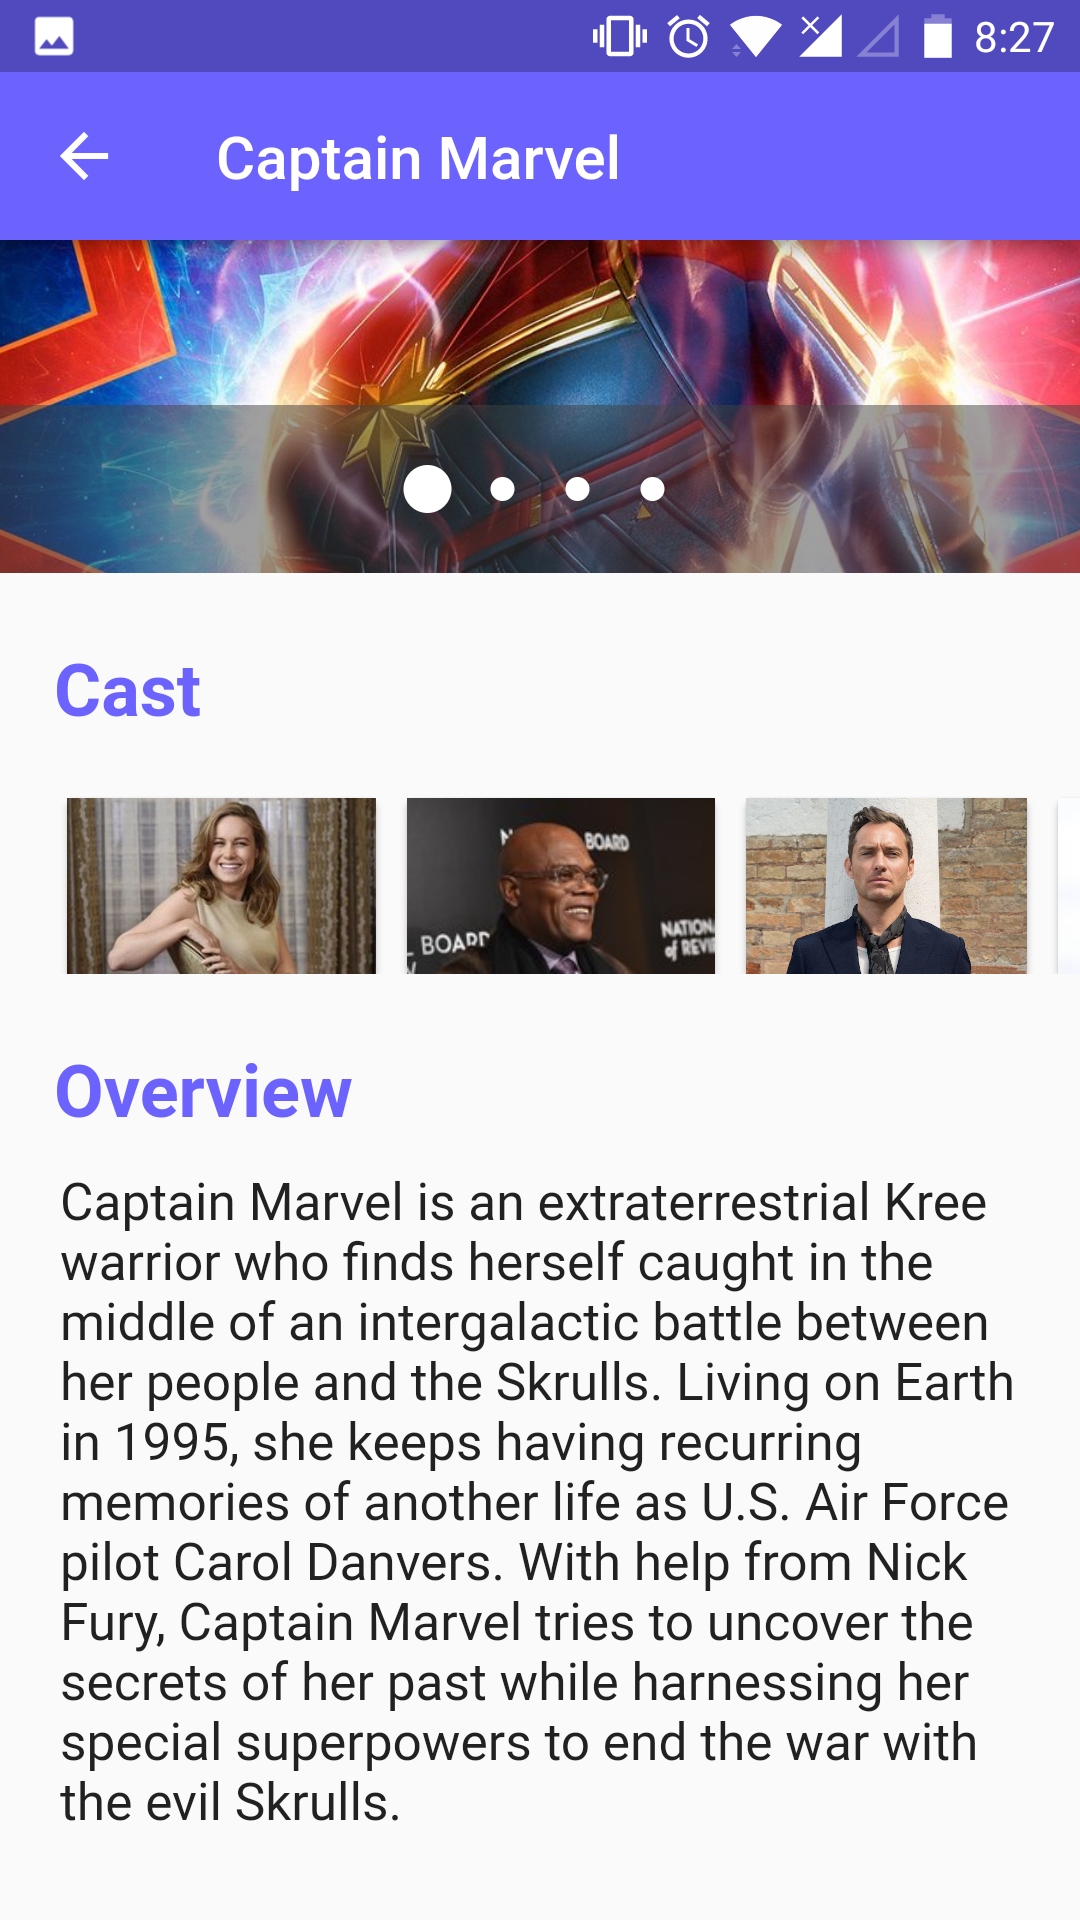 8:27
Captain Marvel
Cast
BOARD
BOARD
NATION
of REVI
Overview
Captain Marvel is an extraterrestrial Kree
warrior who finds herself caught in the
middle of an intergalactic battle between
her people and the Skrulls. Living on Earth
in 1995, she keeps having recurring
memories of another life as U.S. Air Force
pilot Carol Danvers. With help from Nick
Fury, Captain Marvel tries to uncover the
secrets of her past while harnessing her
special superpowers to end the war with
the evil Skrulls.